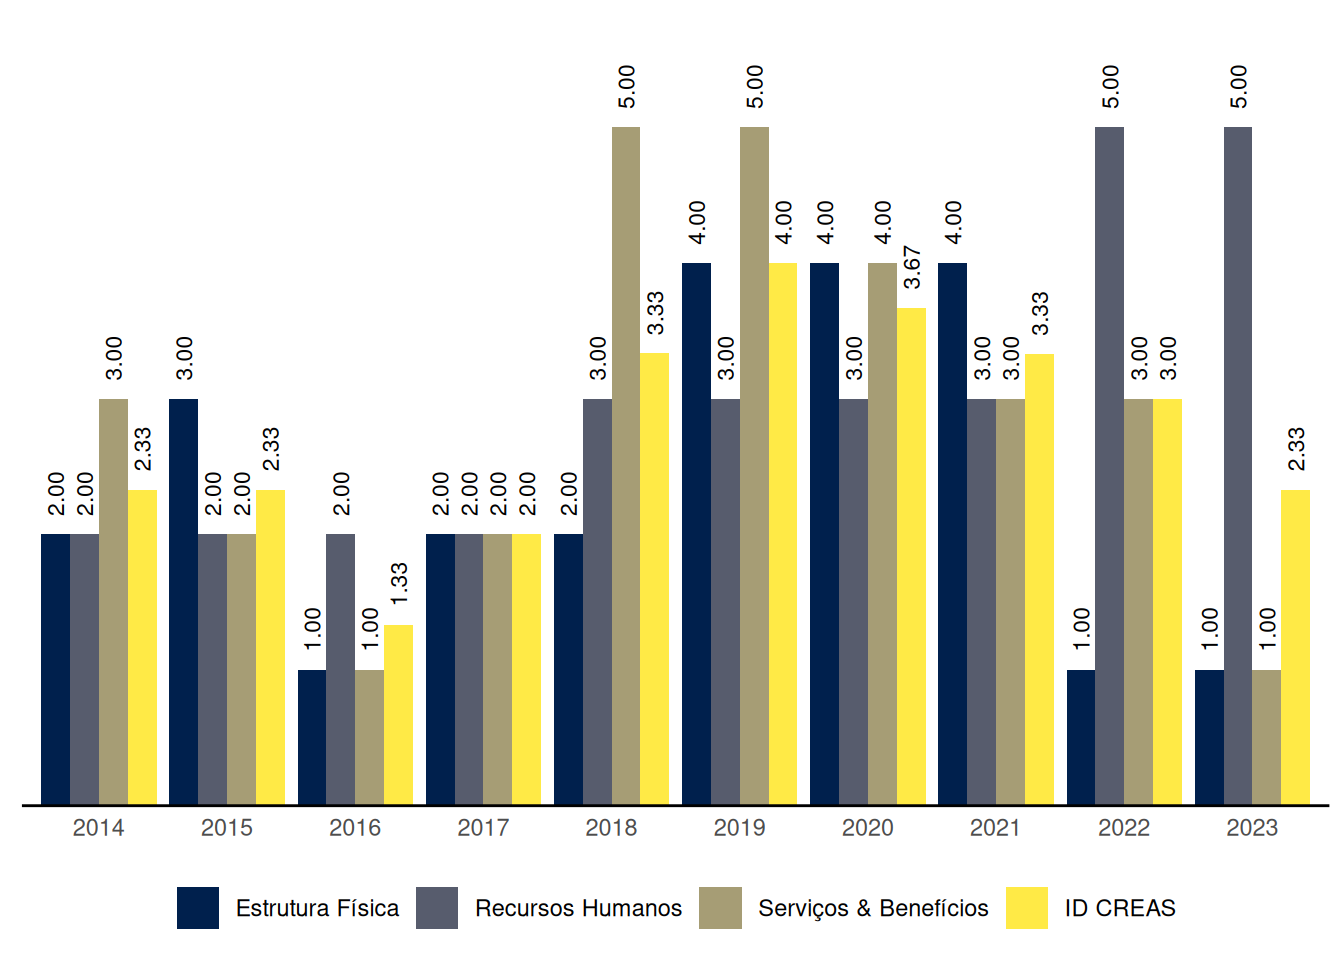 2.00 2.00 3.00 2.33 3.00 2.00 2.00 2.33 1.00 2.00 1.00 1.33 2.00 2.00 2.00 2.00 2.00 3.00 5.00 3.33 4.00 3.00 5.00 4.00 4.00 3.00 4.00 3.67 4.00 3.00 3.00 3.33 1.00 5.00 3.00 3.00 1.00 5.00 1.00 2.33
2014 2015 2016 2017 2018 2019 2020 2021 2022 2023
Estrutura Física Recursos Humanos Serviços & Benefícios ID CREAS